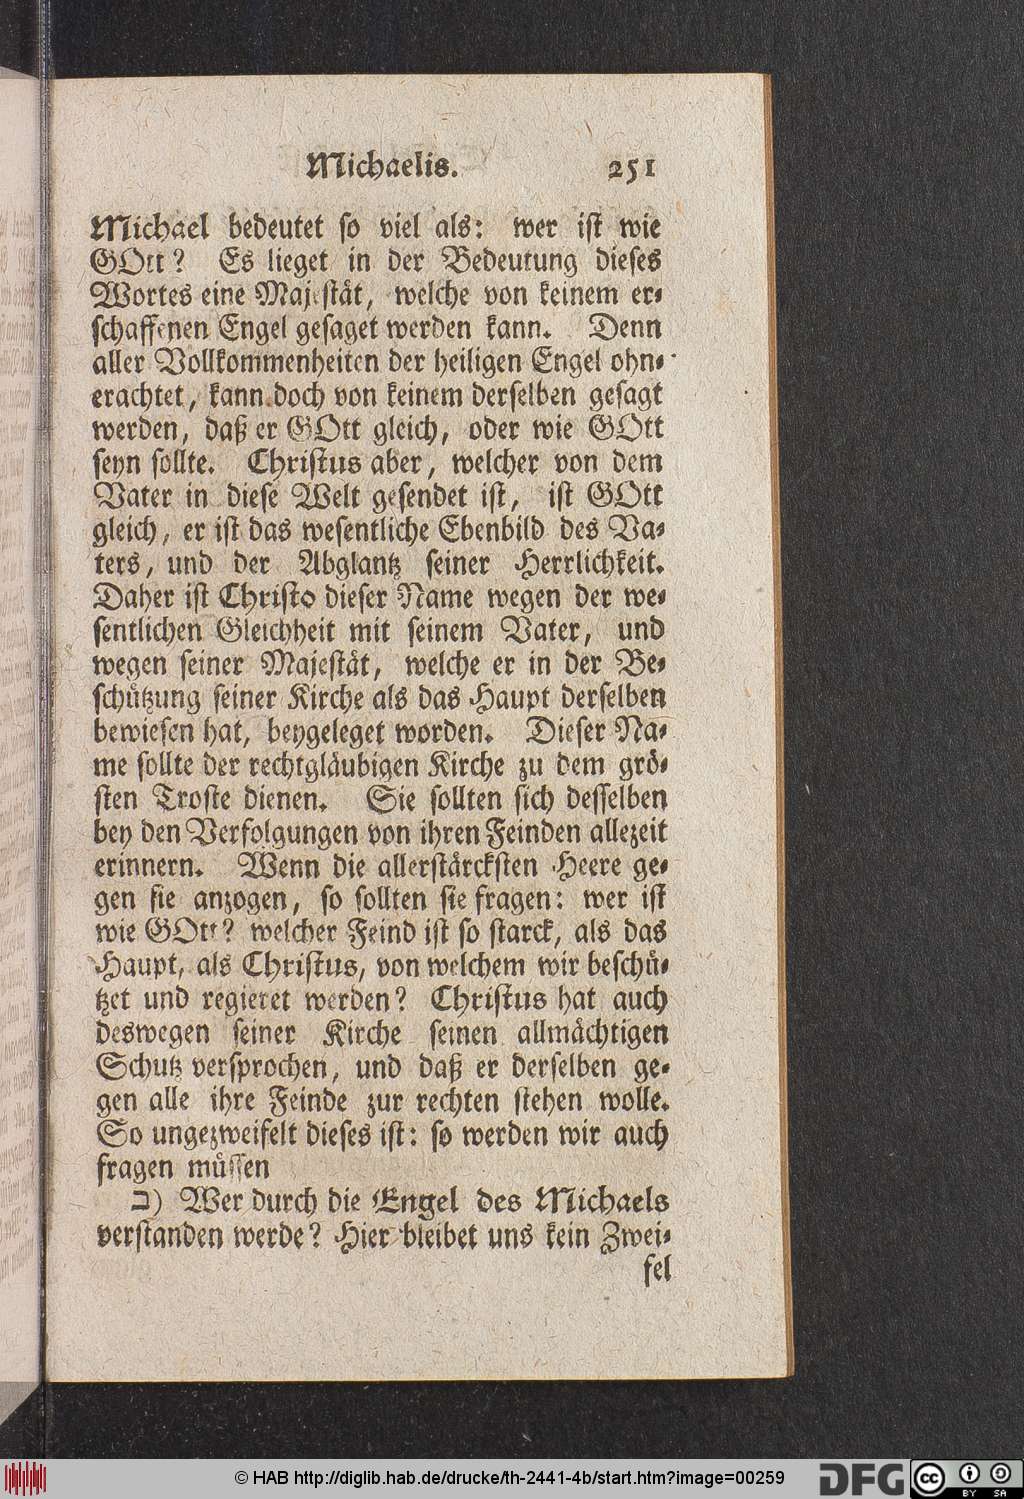 Michaelis. 251
Michael bedeutet so viel als: wer ist wie
GOtt? Es lieget in der Bedeutung dieses
Wortes eine Majestät, welche von keinem er⸗
schaffenen Engel gesaget werden kann. Denn
aller Vollkommenheiten der heiligen Engel ohn⸗
erachtet, kann doch von keinem derselben gesagt
werden, daß er GOtt gleich, oder wie GOtt
seyn sollte. Christus aber, welcher von dem
Vater in diese Welt gesendet ist, ist GOtt
gleich, er ist das wesentliche Ebenbild des Va⸗
ters, und der Abglantz seiner Herrlichkeit.
Daher ist Christo dieser Name wegen der we⸗
sentlichen Gleichheit mit seinem Vater, und
wegen seiner Majestät, welche er in der Be⸗
schützung seiner Kirche als das Haupt derselben
bewiesen hat, beygeleget worden. Dieser Na⸗
me sollte der rechtgläubigen Kirche zu dem grö⸗
sten Troste dienen. Sie sollten sich desselben
bey den Verfolgungen von ihren Feinden allezeit
erinnern. Wenn die allerstärcksten Heere ge⸗
gen sie anzogen, so sollten sie fragen: wer ist
wie GOtt? welcher Feind ist so starck, als das
Haupt, als Christus, von welchem wir beschü⸗
tzet und regieret werden? Christus hat auch
deswegen seiner Kirche seinen allmächtigen
Schutz versprochen, und daß er derselben ge⸗
gen alle ihre Feinde zur rechten stehen wolle.
So ungezweifelt dieses ist: so werden wir auch
fragen müssen
ב) Wer durch die Engel des Michaels
verstanden werde? Hier bleibet uns kein Zwei⸗
fel
© HAB http://diglib.hab.de/drucke/th-2441-4b/start.htm?image=00259
DFG
cc BY SA